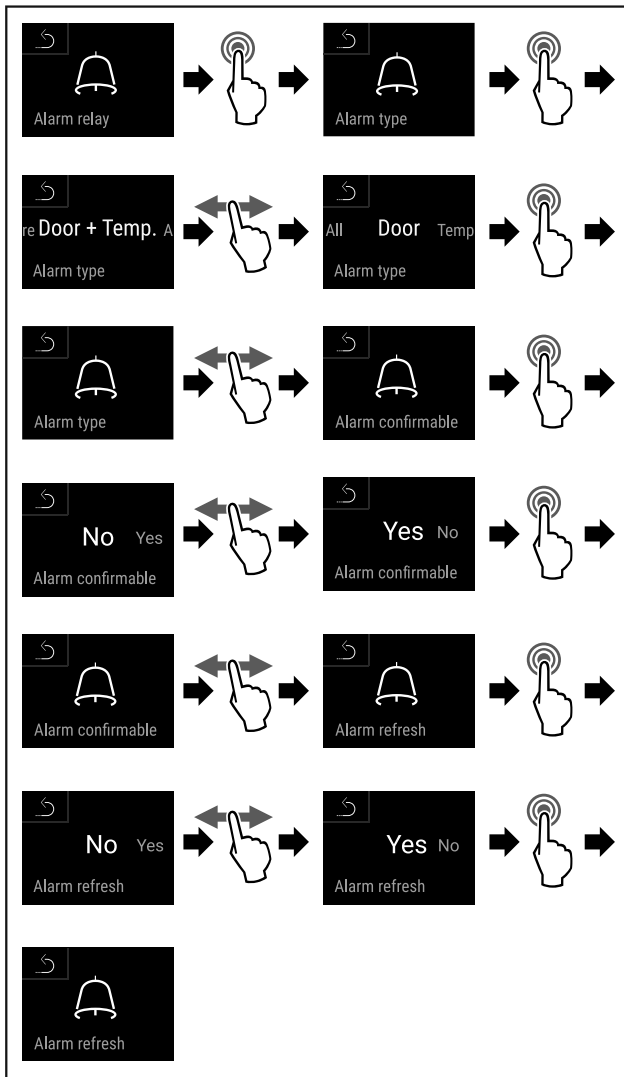 Alarm relay
Alarm type
re Door + Temp. A
Alarm type
All Door Temp
Alarm type
Alarm type
Alarm confirmable
No Yes
Alarm confirmable
Yes No
Alarm confirmable
Alarm confirmable
Alarm refresh
No Yes
Alarm refresh
Yes No
Alarm refresh
Alarm refresh